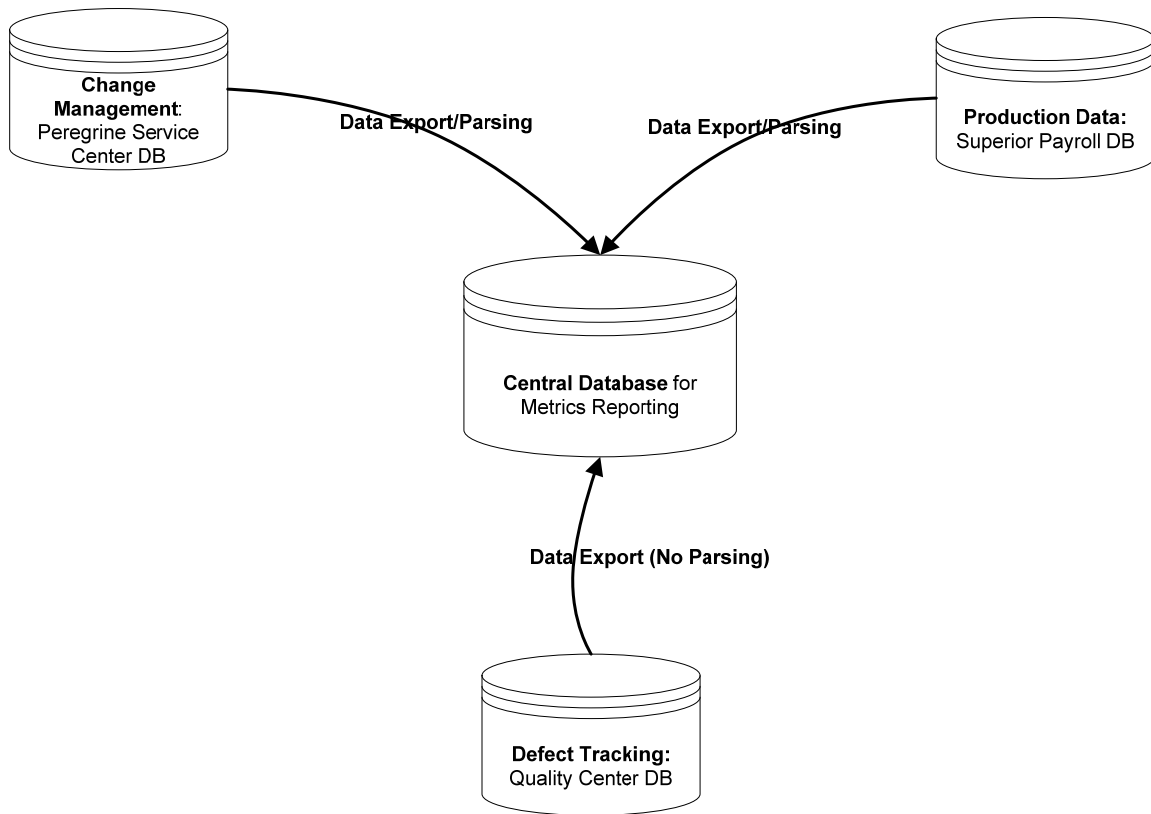 Change
Management:
Peregrine Service
Center DB
Data Export/Parsing
Data Export/Parsing
Production Data:
Superior Payroll DB
Central Database for
Metrics Reporting
Data Export (No Parsing)
Defect Tracking:
Quality Center DB